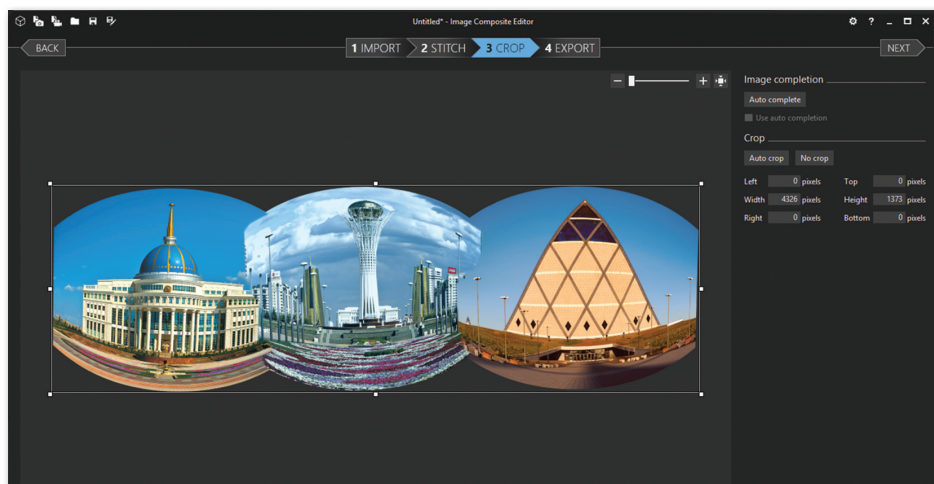 Untitled* - Image Composite Editor
BACK
1 IMPORT
2 STITCH
3 CROP
4 EXPORT
NEXT
Image completion
Auto complete
Use auto completion
Crop
Auto crop No crop
Left 0 pixels Top 0 pixels
Width 4326 pixels Height 1373 pixels
Right 0 pixels Bottom 0 pixels